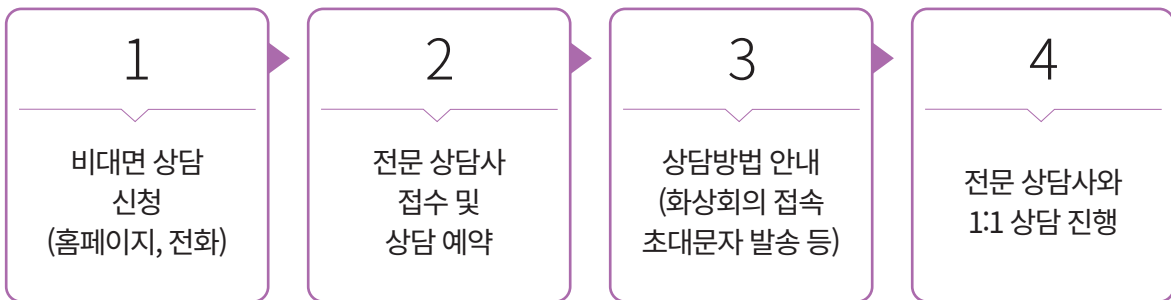 1
비대면 상담
신청
(홈페이지, 전화)
2
전문 상담사
접수 및
상담 예약
3
상담방법 안내
(화상회의 접속
초대문자 발송 등)
4
전문 상담사와
1:1 상담 진행